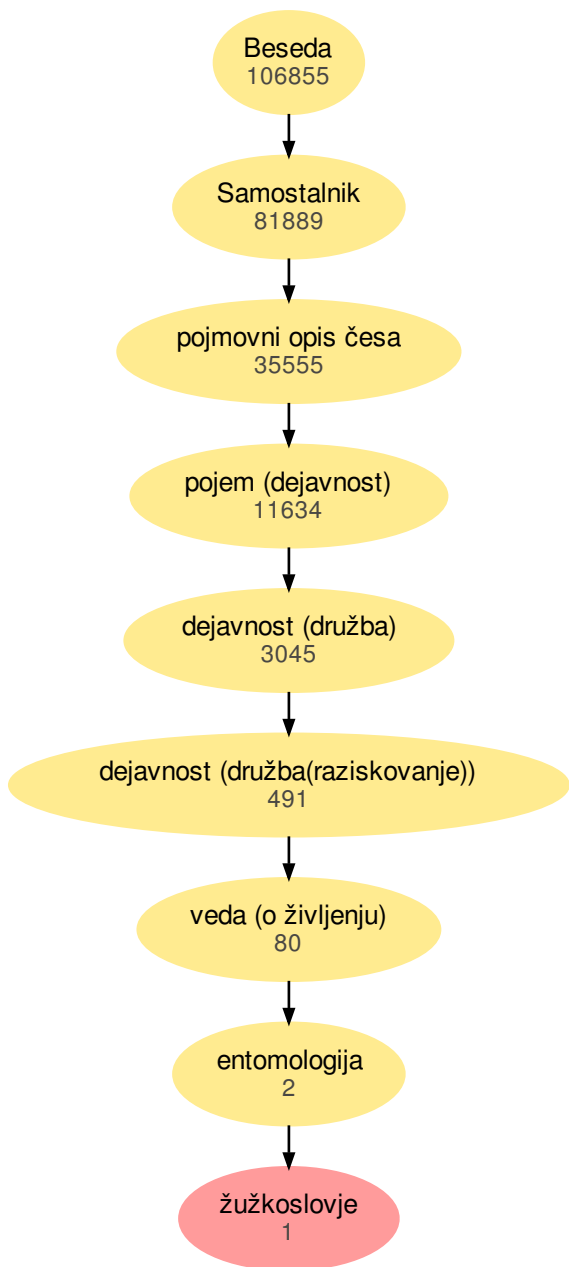 Beseda
106855
Samostalnik
81889
pojmovni opis česa
35555
pojem (dejavnost)
11634
dejavnost (družba)
3045
dejavnost (družba(raziskovanje))
491
veda (o življenju)
80
entomologija
2
žužkoslovje
1